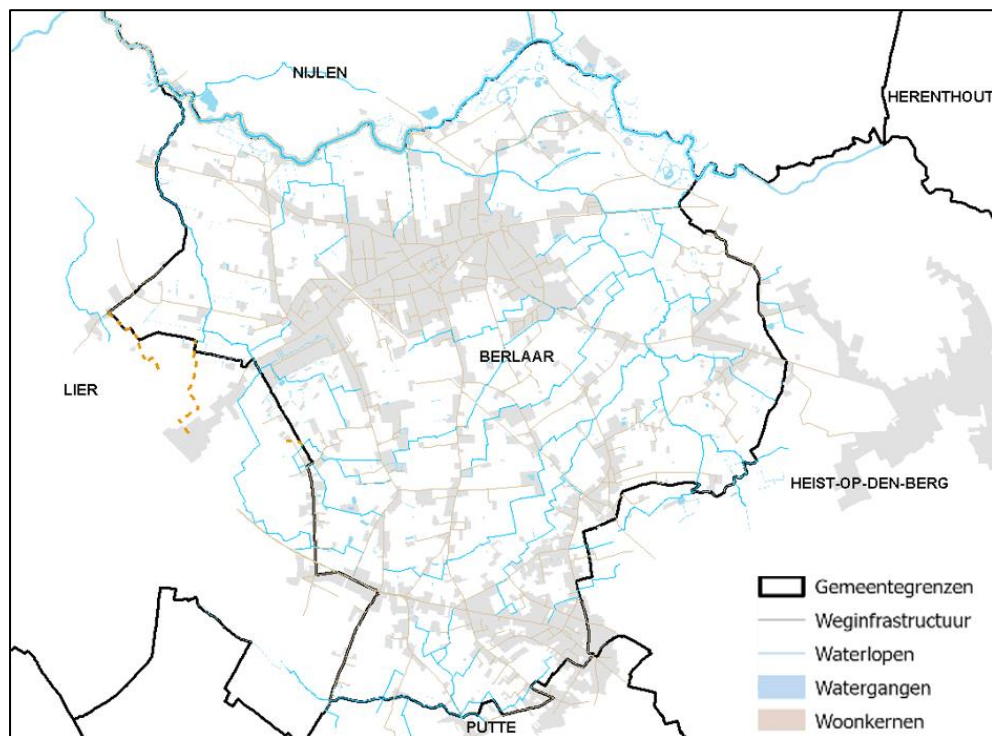 NIJLEN
HERENTHOUT
BERLAAR
LIER
HEIST-OP-DEN-BERG
PUTTE
Gemeentegrenzen
Weginfrastructuur
Waterlopen
Watergangen
Woonkernen